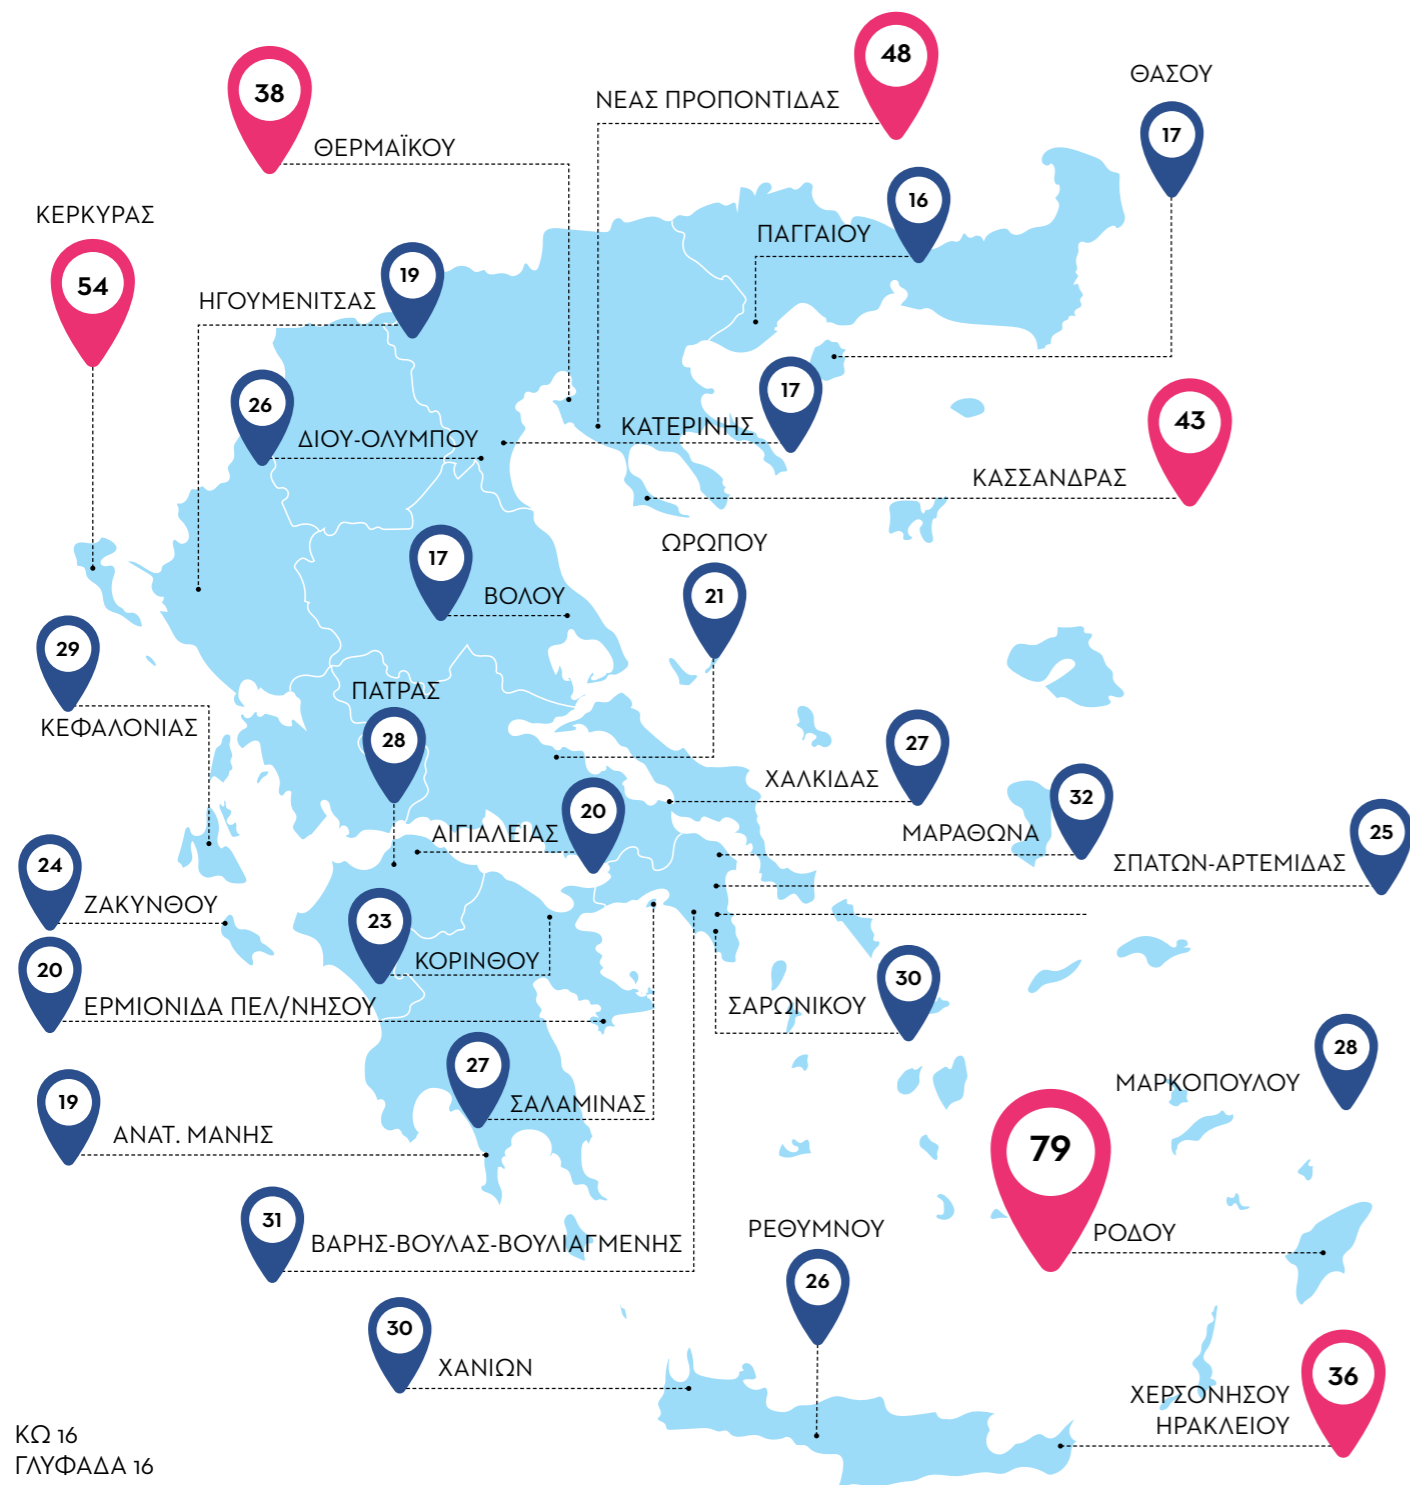 48
38
ΘΑΣΟΥ
ΝΕΑΣ ΠΡΟΠΟΝΤΙΔΑΣ
17
ΘΕΡΜΑΪΚΟΥ
16
ΚΕΡΚΥΡΑΣ
ΠΑΓΓΑΙΟΥ
54
19
ΗΓΟΥΜΕΝΙΤΣΑΣ
17
26
43
ΚΑΤΕΡΙΝΗΣ
ΔΙΟΥ-ΟΛΥΜΠΟΥ
ΚΑΣΣΑΝΔΡΑΣ
ΩΡΩΠΟΥ
17
21
ΒΟΛΟΥ
29
ΠΑΤΡΑΣ
ΚΕΦΑΛΟΝΙΑΣ
28
27
ΧΑΛΚΙΔΑΣ
32
20
ΑΙΓΙΑΛΕΙΑΣ
ΜΑΡΑΘΩΝΑ
25
24
ΣΠΑΤΩΝ-ΑΡΤΕΜΙΔΑΣ
ΖΑΚΥΝΘΟΥ
23
ΚΟΡΙΝΘΟΥ
20
30
ΕΡΜΙΟΝΙΔΑ ΠΕΛ/ΝΗΣΟΥ
ΣΑΡΩΝΙΚΟΥ
28
27
ΜΑΡΚΟΠΟΥΛΟΥ
19
ΣΑΛΑΜΙΝΑΣ
ΑΝΑΤ. ΜΑΝΗΣ
79
31
ΡΕΘΥΜΝΟΥ
ΡΟΔΟΥ
ΒΑΡΗΣ-ΒΟΥΛΑΣ-ΒΟΥΛΙΑΓΜΕΝΗΣ
26
30
ΧΑΝΙΩΝ
36
ΧΕΡΣΟΝΗΣΟΥ
ΗΡΑΚΛΕΙΟΥ
ΚΩ 16
ΓΛΥΦΑΔΑ 16